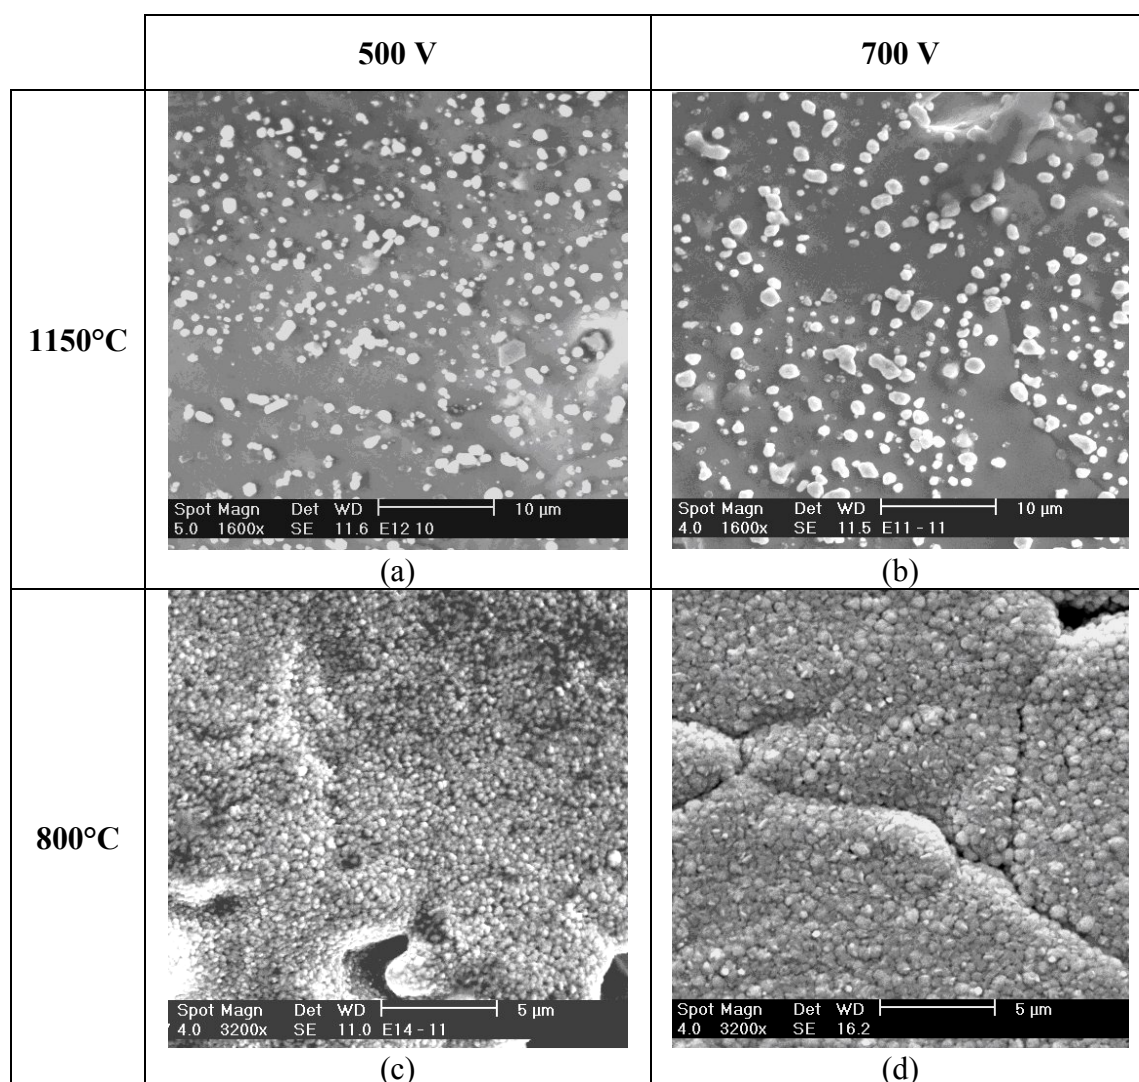 500 V 700 V
1150°C
Spot Magn Det WD 10 µm
5.0 1600x SE 11.6 E12 10
Spot Magn Det WD 10 µm
4.0 1600x SE 11.5 E11 - 11
(a) (b)
800°C
Spot Magn Det WD 5 µm
4.0 3200x SE 11.0 E14 - 11
Spot Magn Det WD 5 µm
4.0 3200x SE 16.2
(c) (d)